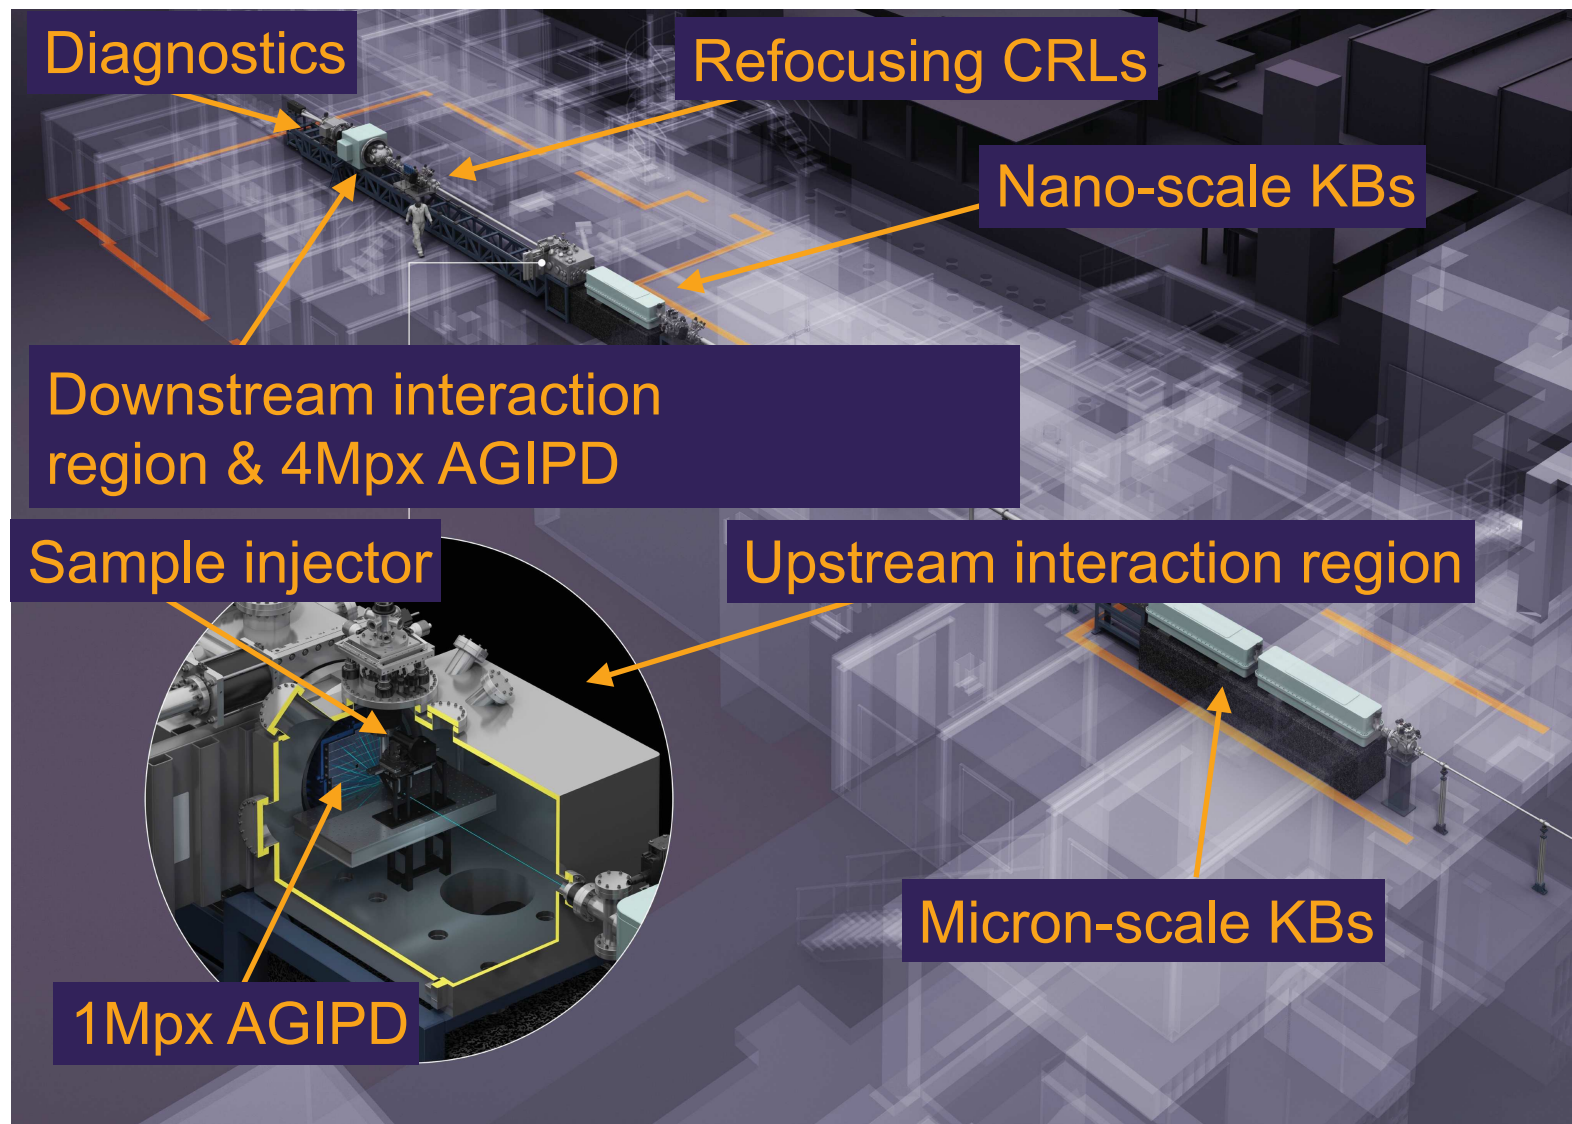 Diagnostics
Refocusing CRLs
Nano-scale KBs
Downstream interaction
region & 4Mpx AGIPD
Sample injector
Upstream interaction region
Micron-scale KBs
1Mpx AGIPD